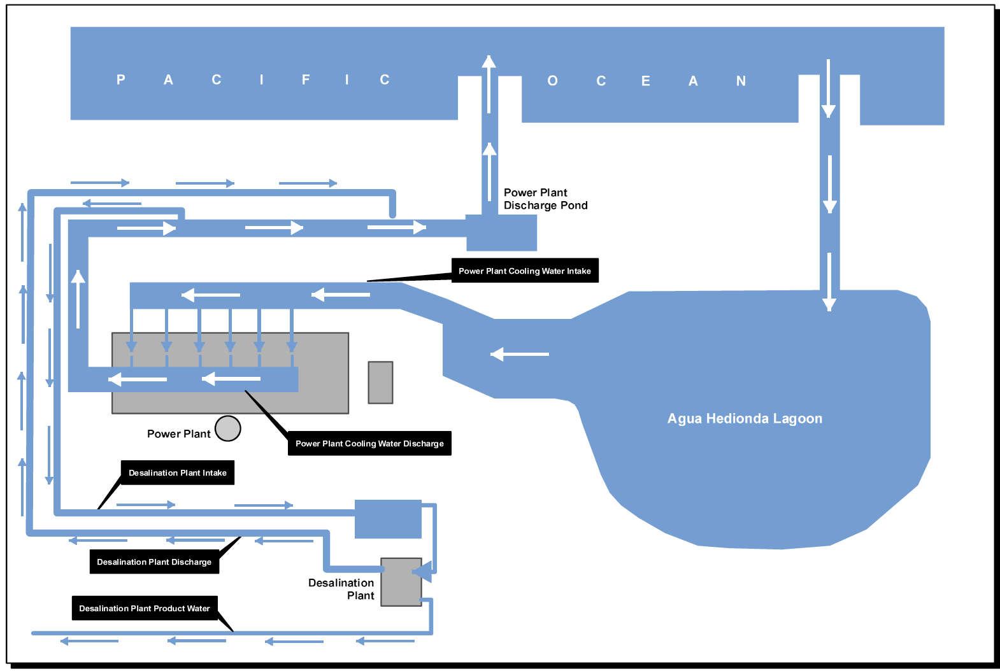 P A C I F I C O C E A N
Power Plant
Discharge Pond
Power Plant Cooling Water Intake
Agua Hedionda Lagoon
Power Plant
Power Plant Cooling Water Discharge
Desalination Plant Intake
Desalination Plant Discharge
Desalination
Plant
Desalination Plant Product Water